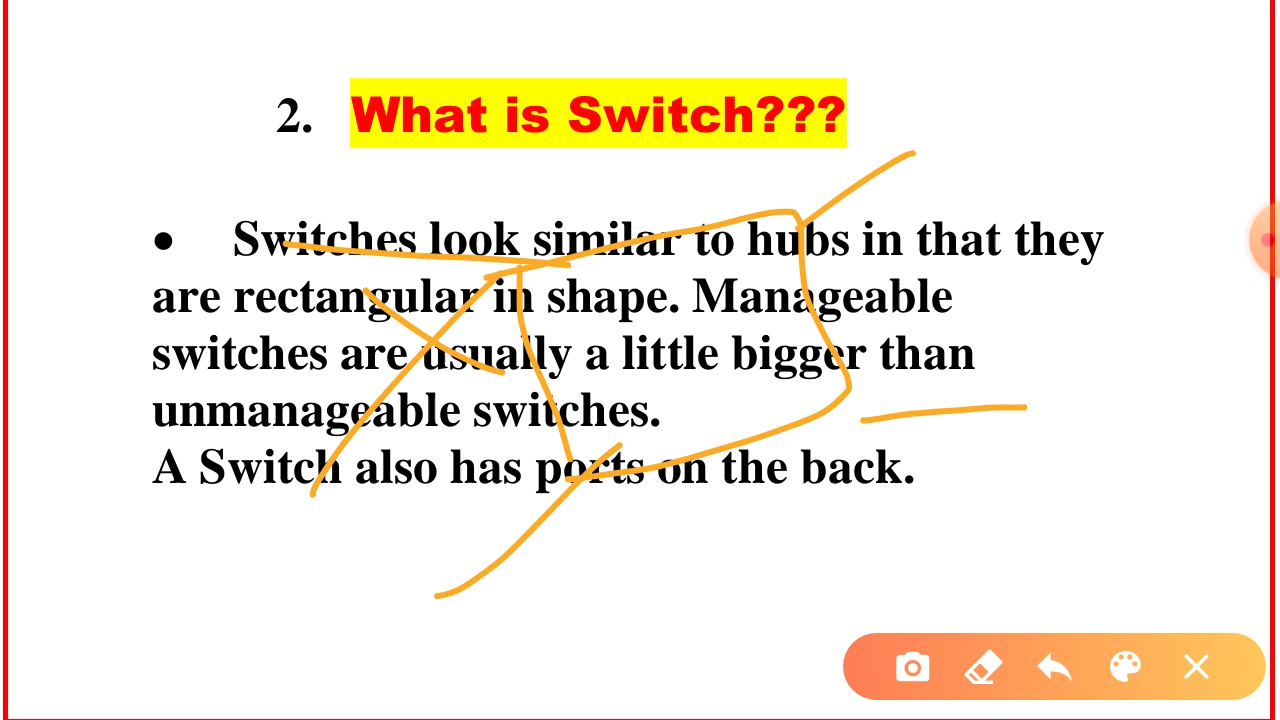 2. What is Switch???
• Switches look similar to hubs in that they
are rectangular in shape. Manageable
switches are usually a little bigger than
unmanageable switches.
A Switch also has ports on the back.